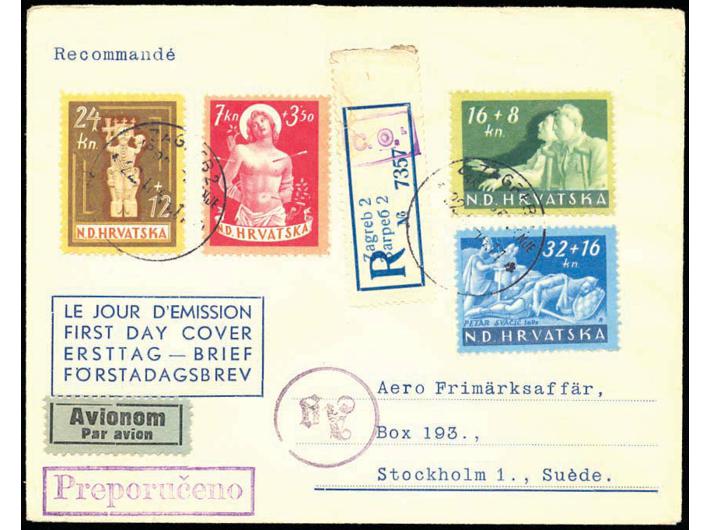 Recommandé
24
kn.
+
12
N.D. HRVATSKA
7 kn +3·50
N.D. HRVATSKA
R
Zagreb 2
Загреб 2
№ 7357
16 + 8
kn.
N.D. HRVATSKA
32 + 16
kn.
PETAR SVAČIĆ 1097
N.D. HRVATSKA
LE JOUR D'EMISSION
FIRST DAY COVER
ERSTTAG — BRIEF
FÖRSTADAGSBREV
Avionom
Par avion
Preporučeno
Aero Frimärksaffär,
Box 193.,
Stockholm 1., Suède.